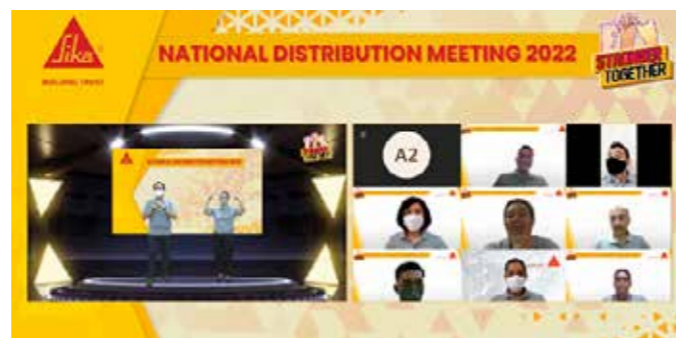 Sika
BUILDING TRUST
NATIONAL DISTRIBUTION MEETING 2022
STRONGER
TOGETHER
A2